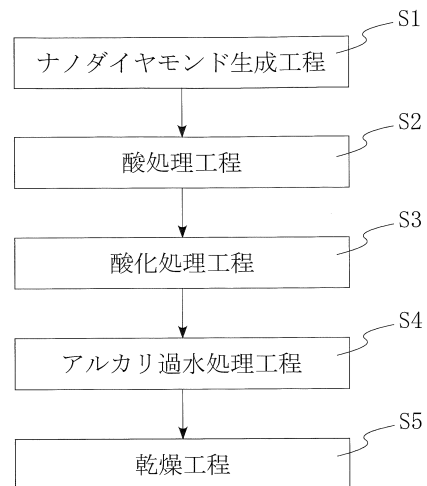 S1
ナノダイヤモンド生成工程
S2
酸処理工程
S3
酸化処理工程
S4
アルカリ過水処理工程
S5
乾燥工程